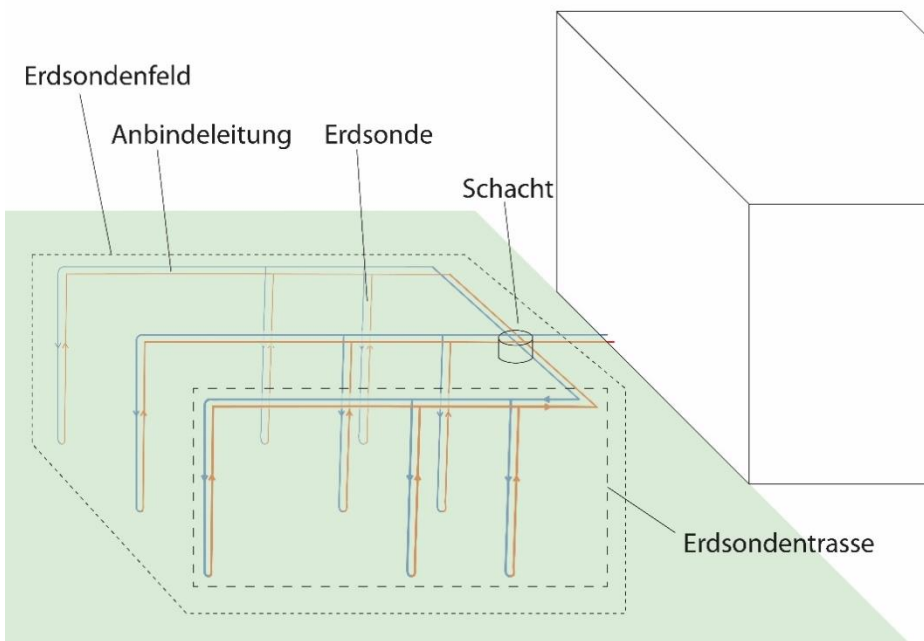 Erdsondenfeld
Anbindeleitung
Erdsonde
Schacht
Erdsondentrasse